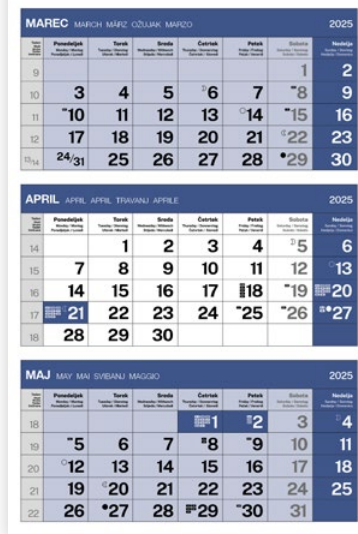 MAREC MARCH MÄRZ OŽUJAK MARZO 2025
Ponedeljek Torek Sreda Četrtek Petek Sobota Nedelja
9 1 2
10 3 4 5 6 7 8 9
11 10 11 12 13 14 15 16
12 17 18 19 20 21 22 23
13/14 24/31 25 26 27 28 29 30
APRIL APRIL APRIL TRAVANJ APRILE 2025
Ponedeljek Torek Sreda Četrtek Petek Sobota Nedelja
14 1 2 3 4 5 6
15 7 8 9 10 11 12 13
16 14 15 16 17 18 19 20
17 21 22 23 24 25 26 27
18 28 29 30
MAJ MAY MAI SVIBANJ MAGGIO 2025
Ponedeljek Torek Sreda Četrtek Petek Sobota Nedelja
18 1 2 3 4
19 5 6 7 8 9 10 11
20 12 13 14 15 16 17 18
21 19 20 21 22 23 24 25
22 26 27 28 29 30 31